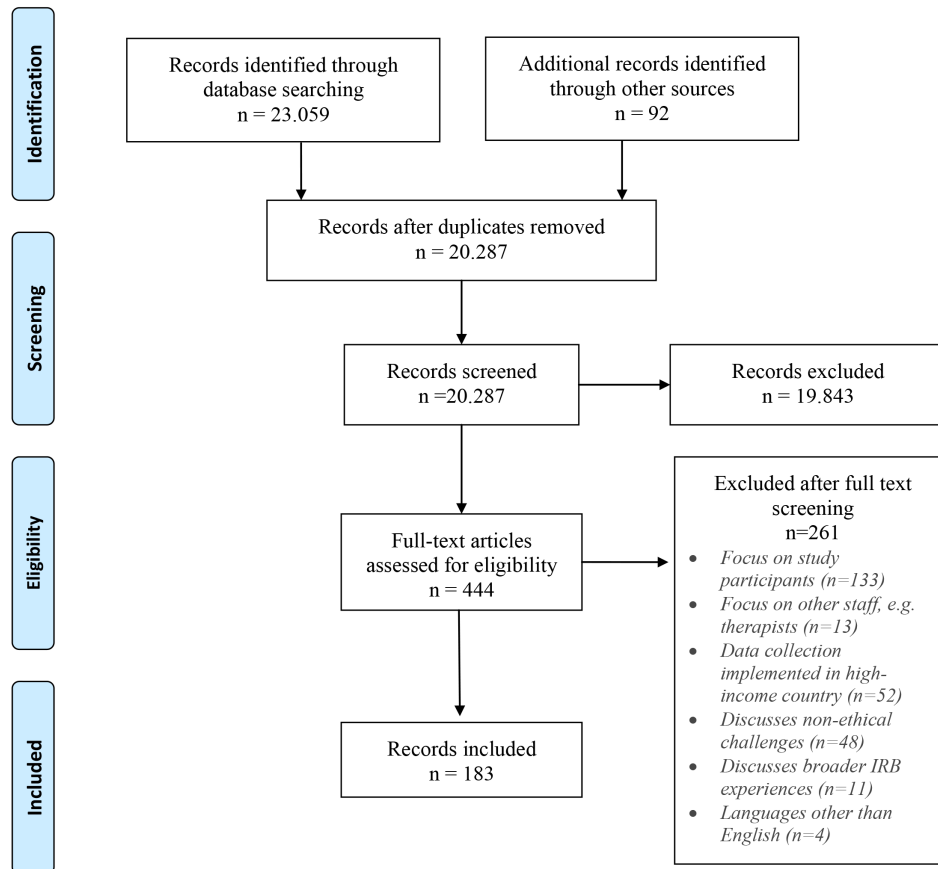 Identification
Records identified through
database searching
n = 23.059
Additional records identified
through other sources
n = 92
Records after duplicates removed
n = 20.287
Screening
Records screened
n =20.287
Records excluded
n = 19.843
Eligibility
Full-text articles
assessed for eligibility
n = 444
Excluded after full text
screening
n=261
• Focus on study
participants (n=133)
• Focus on other staff, e.g.
therapists (n=13)
• Data collection
implemented in high-
income country (n=52)
• Discusses non-ethical
challenges (n=48)
• Discusses broader IRB
experiences (n=11)
• Languages other than
English (n=4)
Included
Records included
n = 183